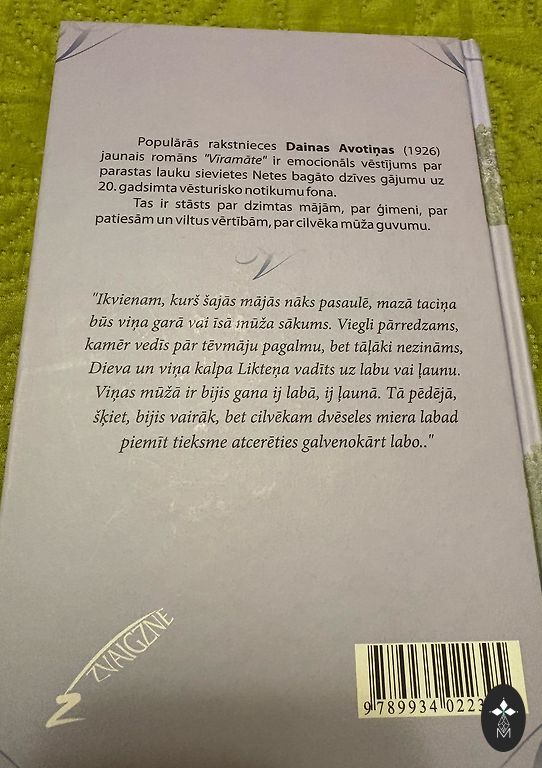 Populārās rakstnieces Dainas Avotiņas (1926)
jaunais romāns "Vīramāte" ir emocionāls vēstījums par
parastas lauku sievietes Netes bagāto dzīves gājumu uz
20. gadsimta vēsturisko notikumu fona.
Tas ir stāsts par dzimtas mājām, par ģimeni, par
patiesām un viltus vērtībām, par cilvēka mūža guvumu.
"Ikvienam, kurš šajās mājās nāks pasaulē, mazā taciņa
būs viņa garā vai īsā mūža sākums. Viegli pārredzams,
kamēr vedīs pār tēvmāju pagalmu, bet tāļāki nezināms,
Dieva un viņa kalpa Likteņa vadīts uz labu vai ļaunu.
Viņas mūžā ir bijis gana ij labā, ij ļaunā. Tā pēdējā,
šķiet, bijis vairāk, bet cilvēkam dvēseles miera labad
piemīt tieksme atcerēties galvenokārt labo.."
ZVAIGZNE
9 789934 0223
M